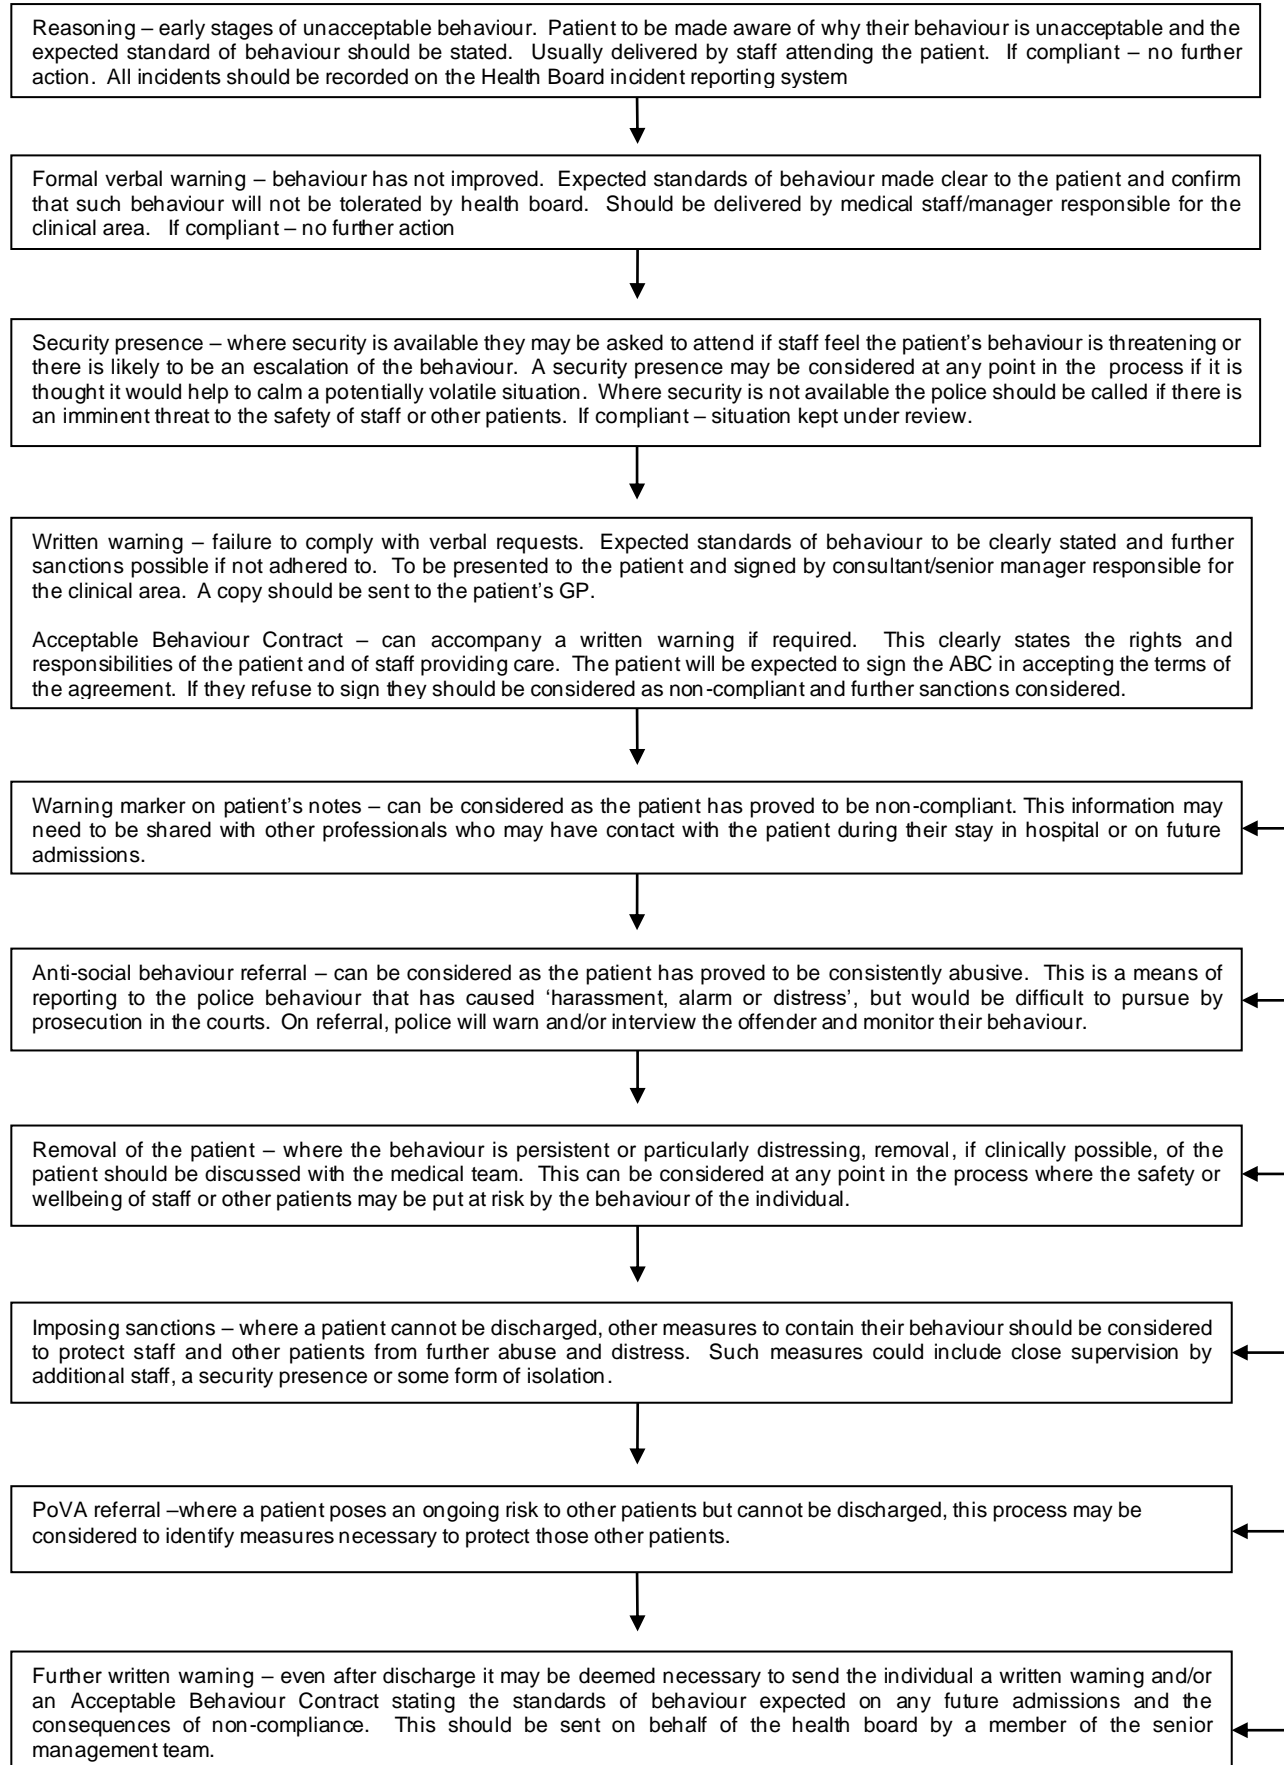 Reasoning – early stages of unacceptable behaviour. Patient to be made aware of why their behaviour is unacceptable and the
expected standard of behaviour should be stated. Usually delivered by staff attending the patient. If compliant – no further
action. All incidents should be recorded on the Health Board incident reporting system
Formal verbal warning – behaviour has not improved. Expected standards of behaviour made clear to the patient and confirm
that such behaviour will not be tolerated by health board. Should be delivered by medical staff/manager responsible for the
clinical area. If compliant – no further action
Security presence – where security is available they may be asked to attend if staff feel the patient’s behaviour is threatening or
there is likely to be an escalation of the behaviour. A security presence may be considered at any point in the process if it is
thought it would help to calm a potentially volatile situation. Where security is not available the police should be called if there is
an imminent threat to the safety of staff or other patients. If compliant – situation kept under review.
Written warning – failure to comply with verbal requests. Expected standards of behaviour to be clearly stated and further
sanctions possible if not adhered to. To be presented to the patient and signed by consultant/senior manager responsible for
the clinical area. A copy should be sent to the patient’s GP.
Acceptable Behaviour Contract – can accompany a written warning if required. This clearly states the rights and
responsibilities of the patient and of staff providing care. The patient will be expected to sign the ABC in accepting the terms of
the agreement. If they refuse to sign they should be considered as non-compliant and further sanctions considered.
Warning marker on patient’s notes – can be considered as the patient has proved to be non-compliant. This information may
need to be shared with other professionals who may have contact with the patient during their stay in hospital or on future
admissions.
Anti-social behaviour referral – can be considered as the patient has proved to be consistently abusive. This is a means of
reporting to the police behaviour that has caused ‘harassment, alarm or distress’, but would be difficult to pursue by
prosecution in the courts. On referral, police will warn and/or interview the offender and monitor their behaviour.
Removal of the patient – where the behaviour is persistent or particularly distressing, removal, if clinically possible, of the
patient should be discussed with the medical team. This can be considered at any point in the process where the safety or
wellbeing of staff or other patients may be put at risk by the behaviour of the individual.
Imposing sanctions – where a patient cannot be discharged, other measures to contain their behaviour should be considered
to protect staff and other patients from further abuse and distress. Such measures could include close supervision by
additional staff, a security presence or some form of isolation.
PoVA referral –where a patient poses an ongoing risk to other patients but cannot be discharged, this process may be
considered to identify measures necessary to protect those other patients.
Further written warning – even after discharge it may be deemed necessary to send the individual a written warning and/or
an Acceptable Behaviour Contract stating the standards of behaviour expected on any future admissions and the
consequences of non-compliance. This should be sent on behalf of the health board by a member of the senior
management team.